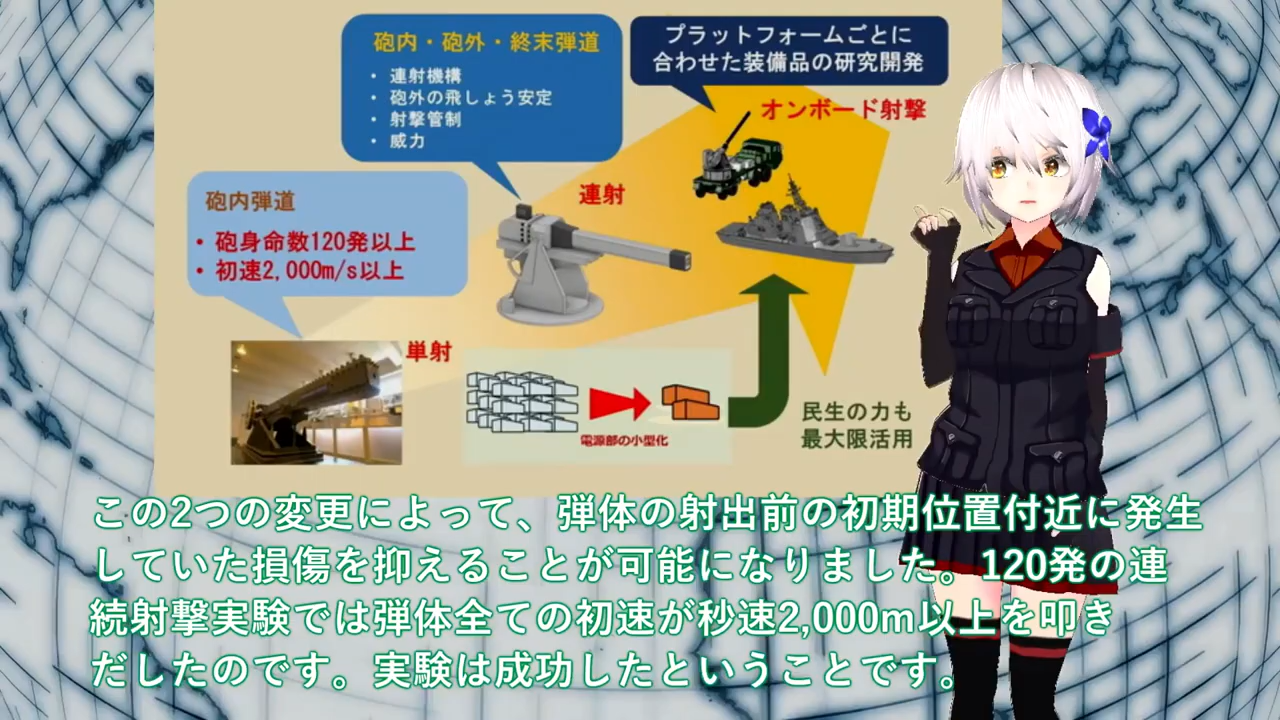 砲内・砲外・終末弾道
・ 連射機構
・ 砲外の飛しょう安定
・ 射撃管制
・ 威力
プラットフォームごとに
合わせた装備品の研究開発
オンボード射撃
連射
砲内弾道
・ 砲身命数120発以上
・ 初速2,000m/s以上
単射
電源部の小型化
民生の力も
最大限活用
この2つの変更によって、弾体の射出前の初期位置付近に発生
していた損傷を抑えることが可能になりました。120発の連
続射撃実験では弾体全ての初速が秒速2,000m以上を叩き
だしたのです。実験は成功したということです。